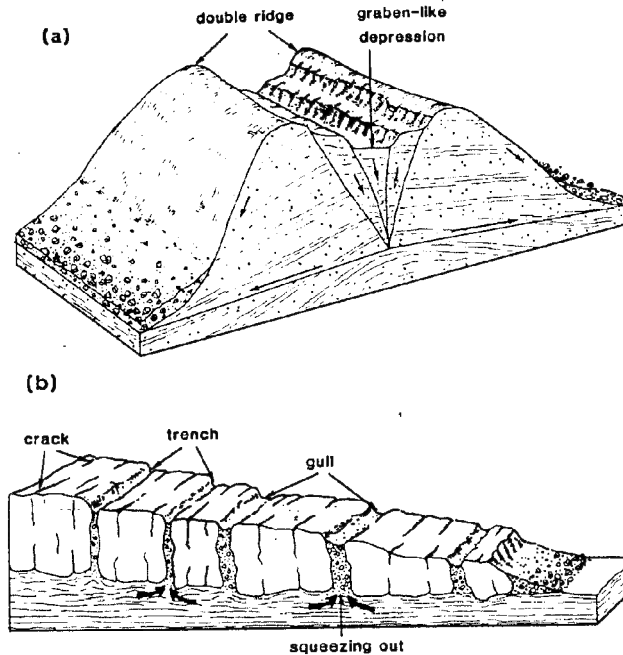 (a)
double ridge
graben-like
depression
(b)
crack
trench
gull
squeezing out